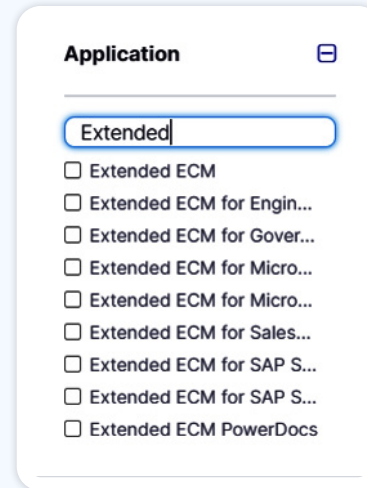 Application
Extended
Extended ECM
Extended ECM for Engin...
Extended ECM for Gover...
Extended ECM for Micro...
Extended ECM for Micro...
Extended ECM for Sales...
Extended ECM for SAP S...
Extended ECM for SAP S...
Extended ECM PowerDocs